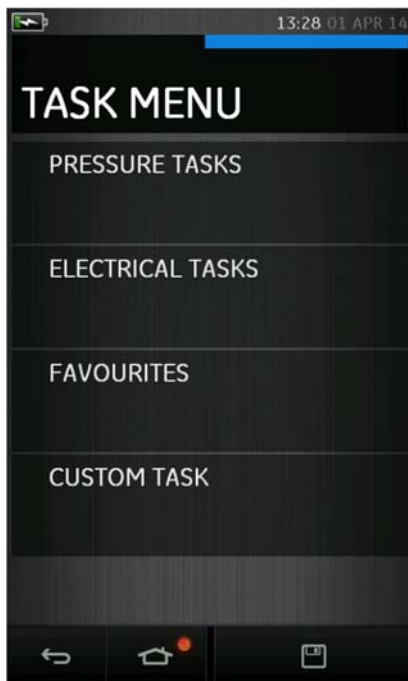 13:28 01 APR 14
TASK MENU
PRESSURE TASKS
ELECTRICAL TASKS
FAVOURITES
CUSTOM TASK